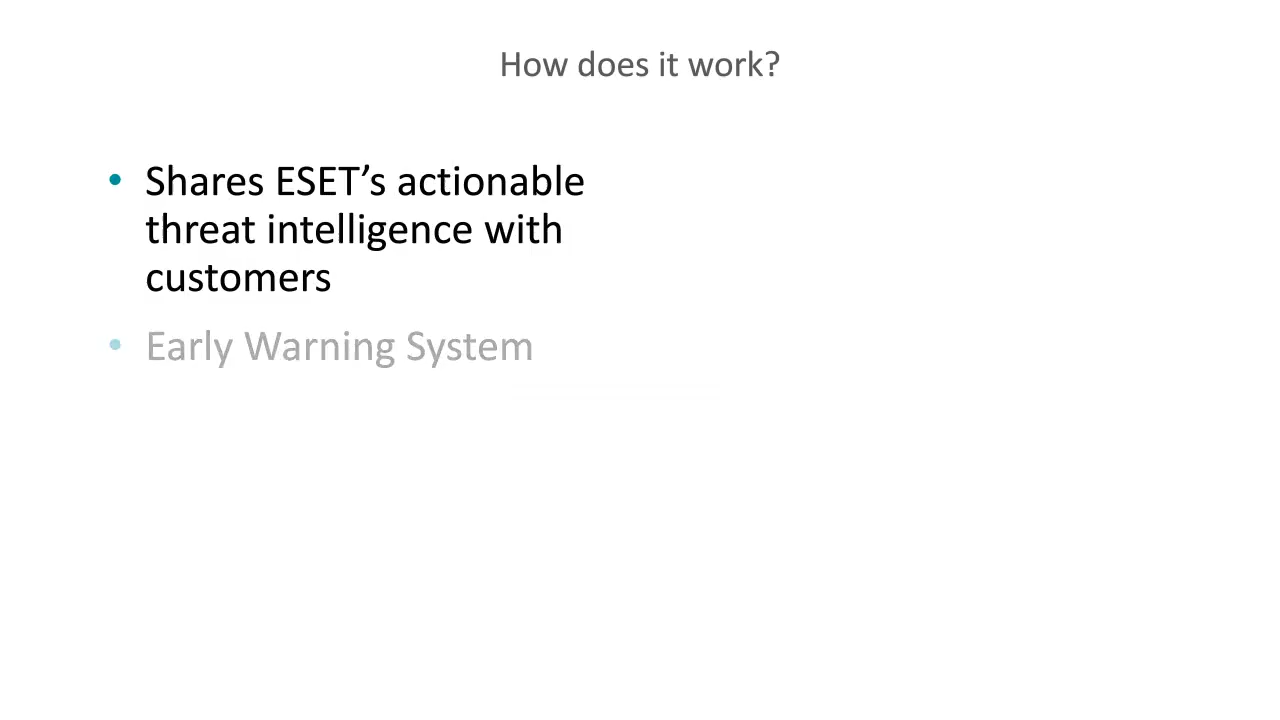 How does it work?
• Shares ESET’s actionable
threat intelligence with
customers
• Early Warning System